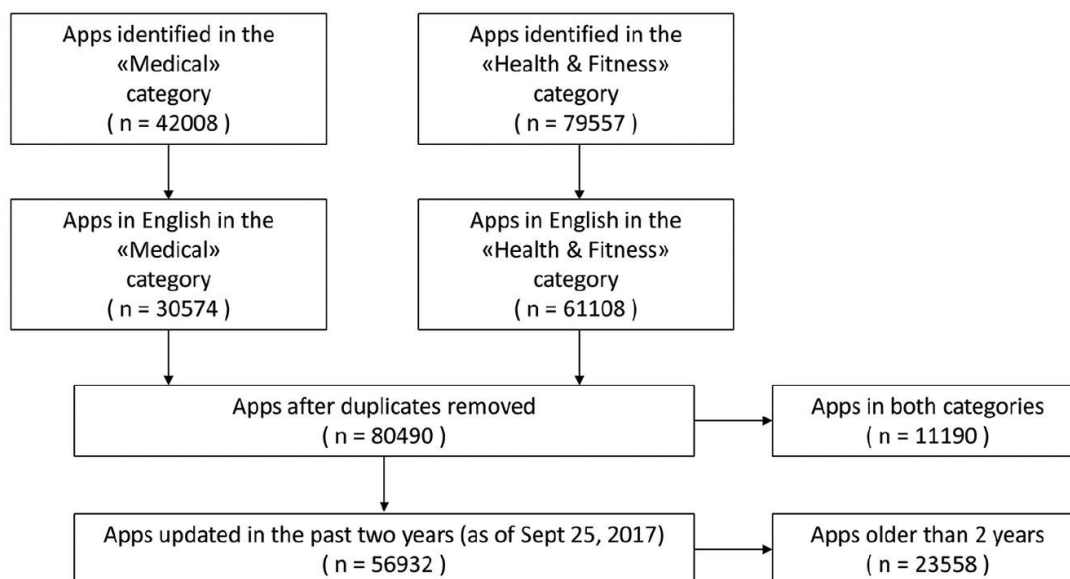 Apps identified in the
«Medical»
category
( n = 42008 )
Apps identified in the
«Health & Fitness»
category
( n = 79557 )
Apps in English in the
«Medical»
category
( n = 30574 )
Apps in English in the
«Health & Fitness»
category
( n = 61108 )
Apps after duplicates removed
( n = 80490 )
Apps in both categories
( n = 11190 )
Apps updated in the past two years (as of Sept 25, 2017)
( n = 56932 )
Apps older than 2 years
( n = 23558 )